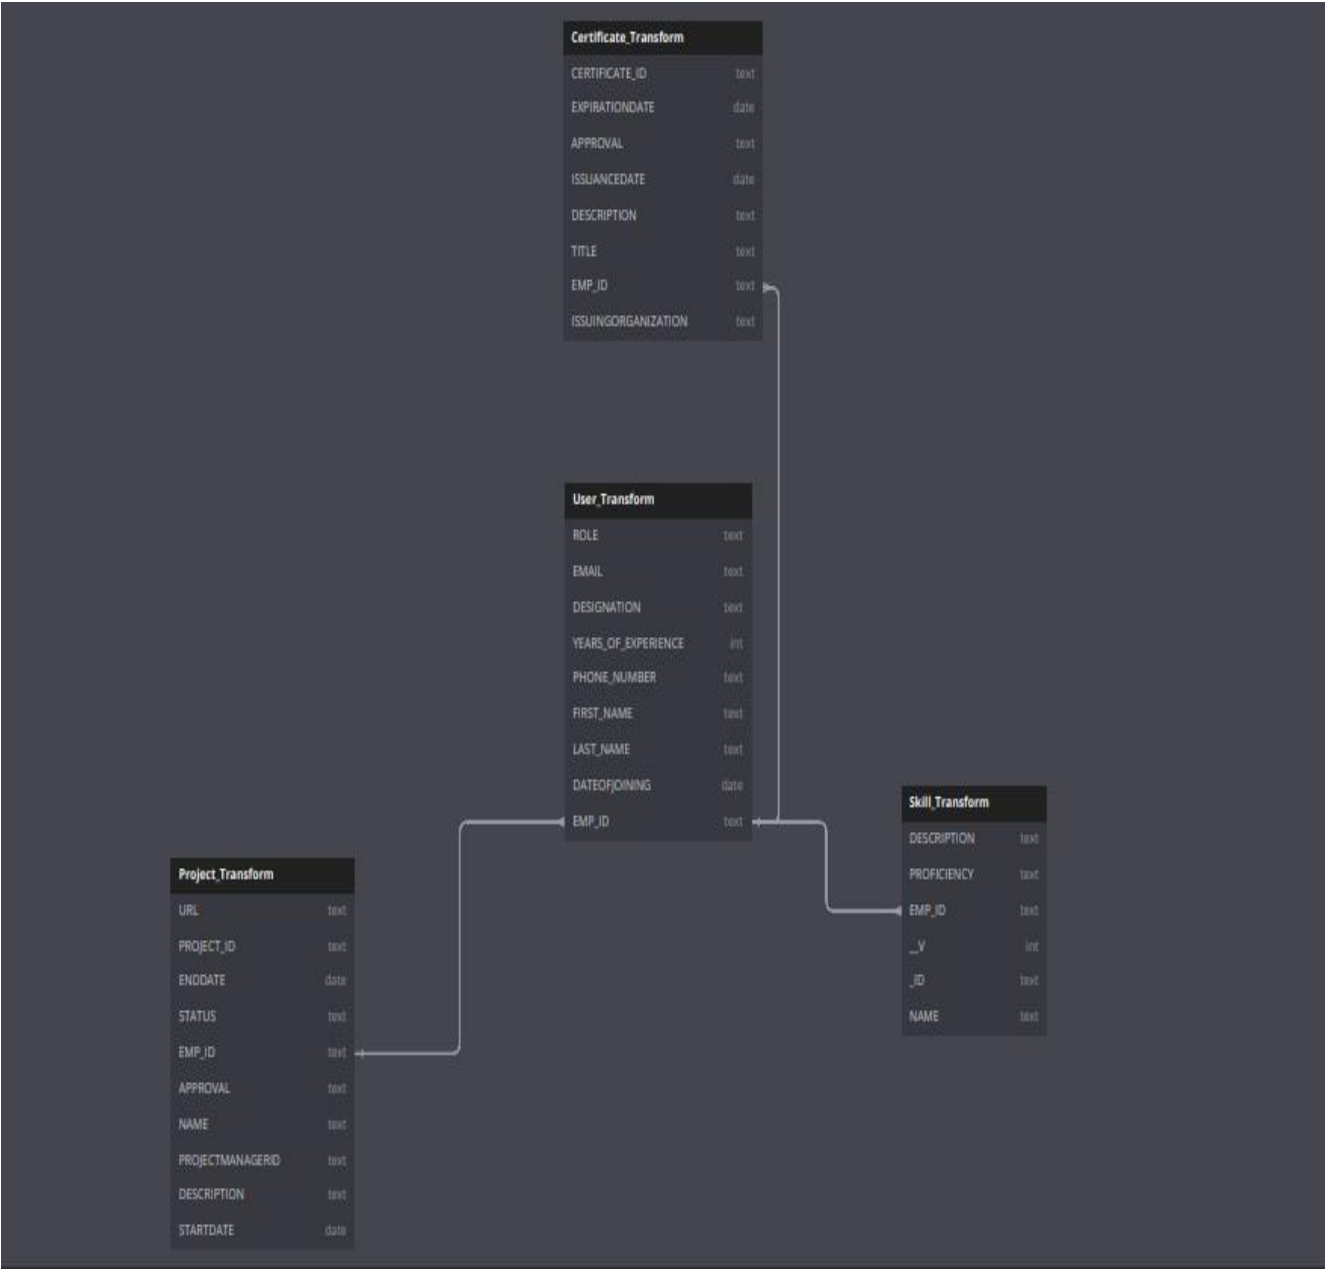 Certificate_Transform
CERTIFICATE_ID text
EXPIRATIONDATE date
APPROVAL text
ISSUANCEDATE date
DESCRIPTION text
TITLE text
EMP_ID text
ISSUINGORGANIZATION text
User_Transform
ROLE text
EMAIL text
DESIGNATION text
YEARS_OF_EXPERIENCE int
PHONE_NUMBER text
FIRST_NAME text
LAST_NAME text
DATEOFJOINING date
EMP_ID text
Skill_Transform
DESCRIPTION text
PROFICIENCY text
EMP_ID text
__V int
_ID text
NAME text
Project_Transform
URL text
PROJECT_ID text
ENDDATE date
STATUS text
EMP_ID text
APPROVAL text
NAME text
PROJECTMANAGERID text
DESCRIPTION text
STARTDATE date